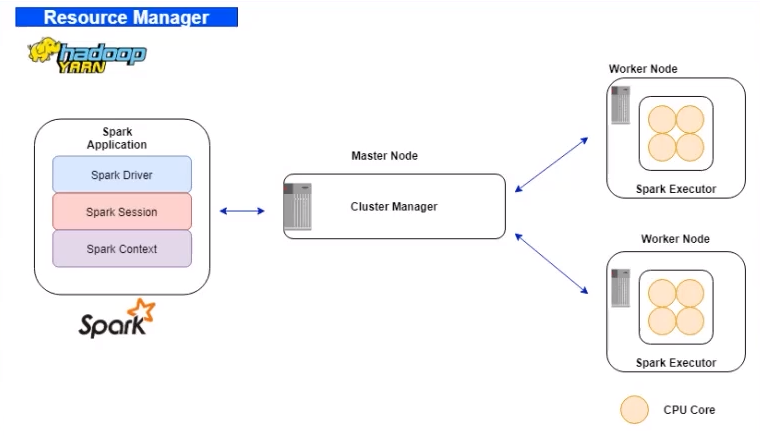 Resource Manager
hadoop
YARN
Spark
Application
Spark Driver
Spark Session
Spark Context
Spark
Master Node
Cluster Manager
Worker Node
Spark Executor
Worker Node
Spark Executor
CPU Core